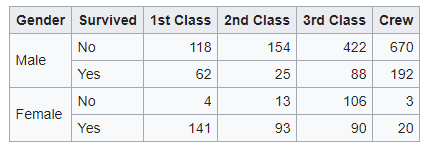 Gender Survived 1st Class 2nd Class 3rd Class Crew
Male No 118 154 422 670
Yes 62 25 88 192
Female No 4 13 106 3
Yes 141 93 90 20